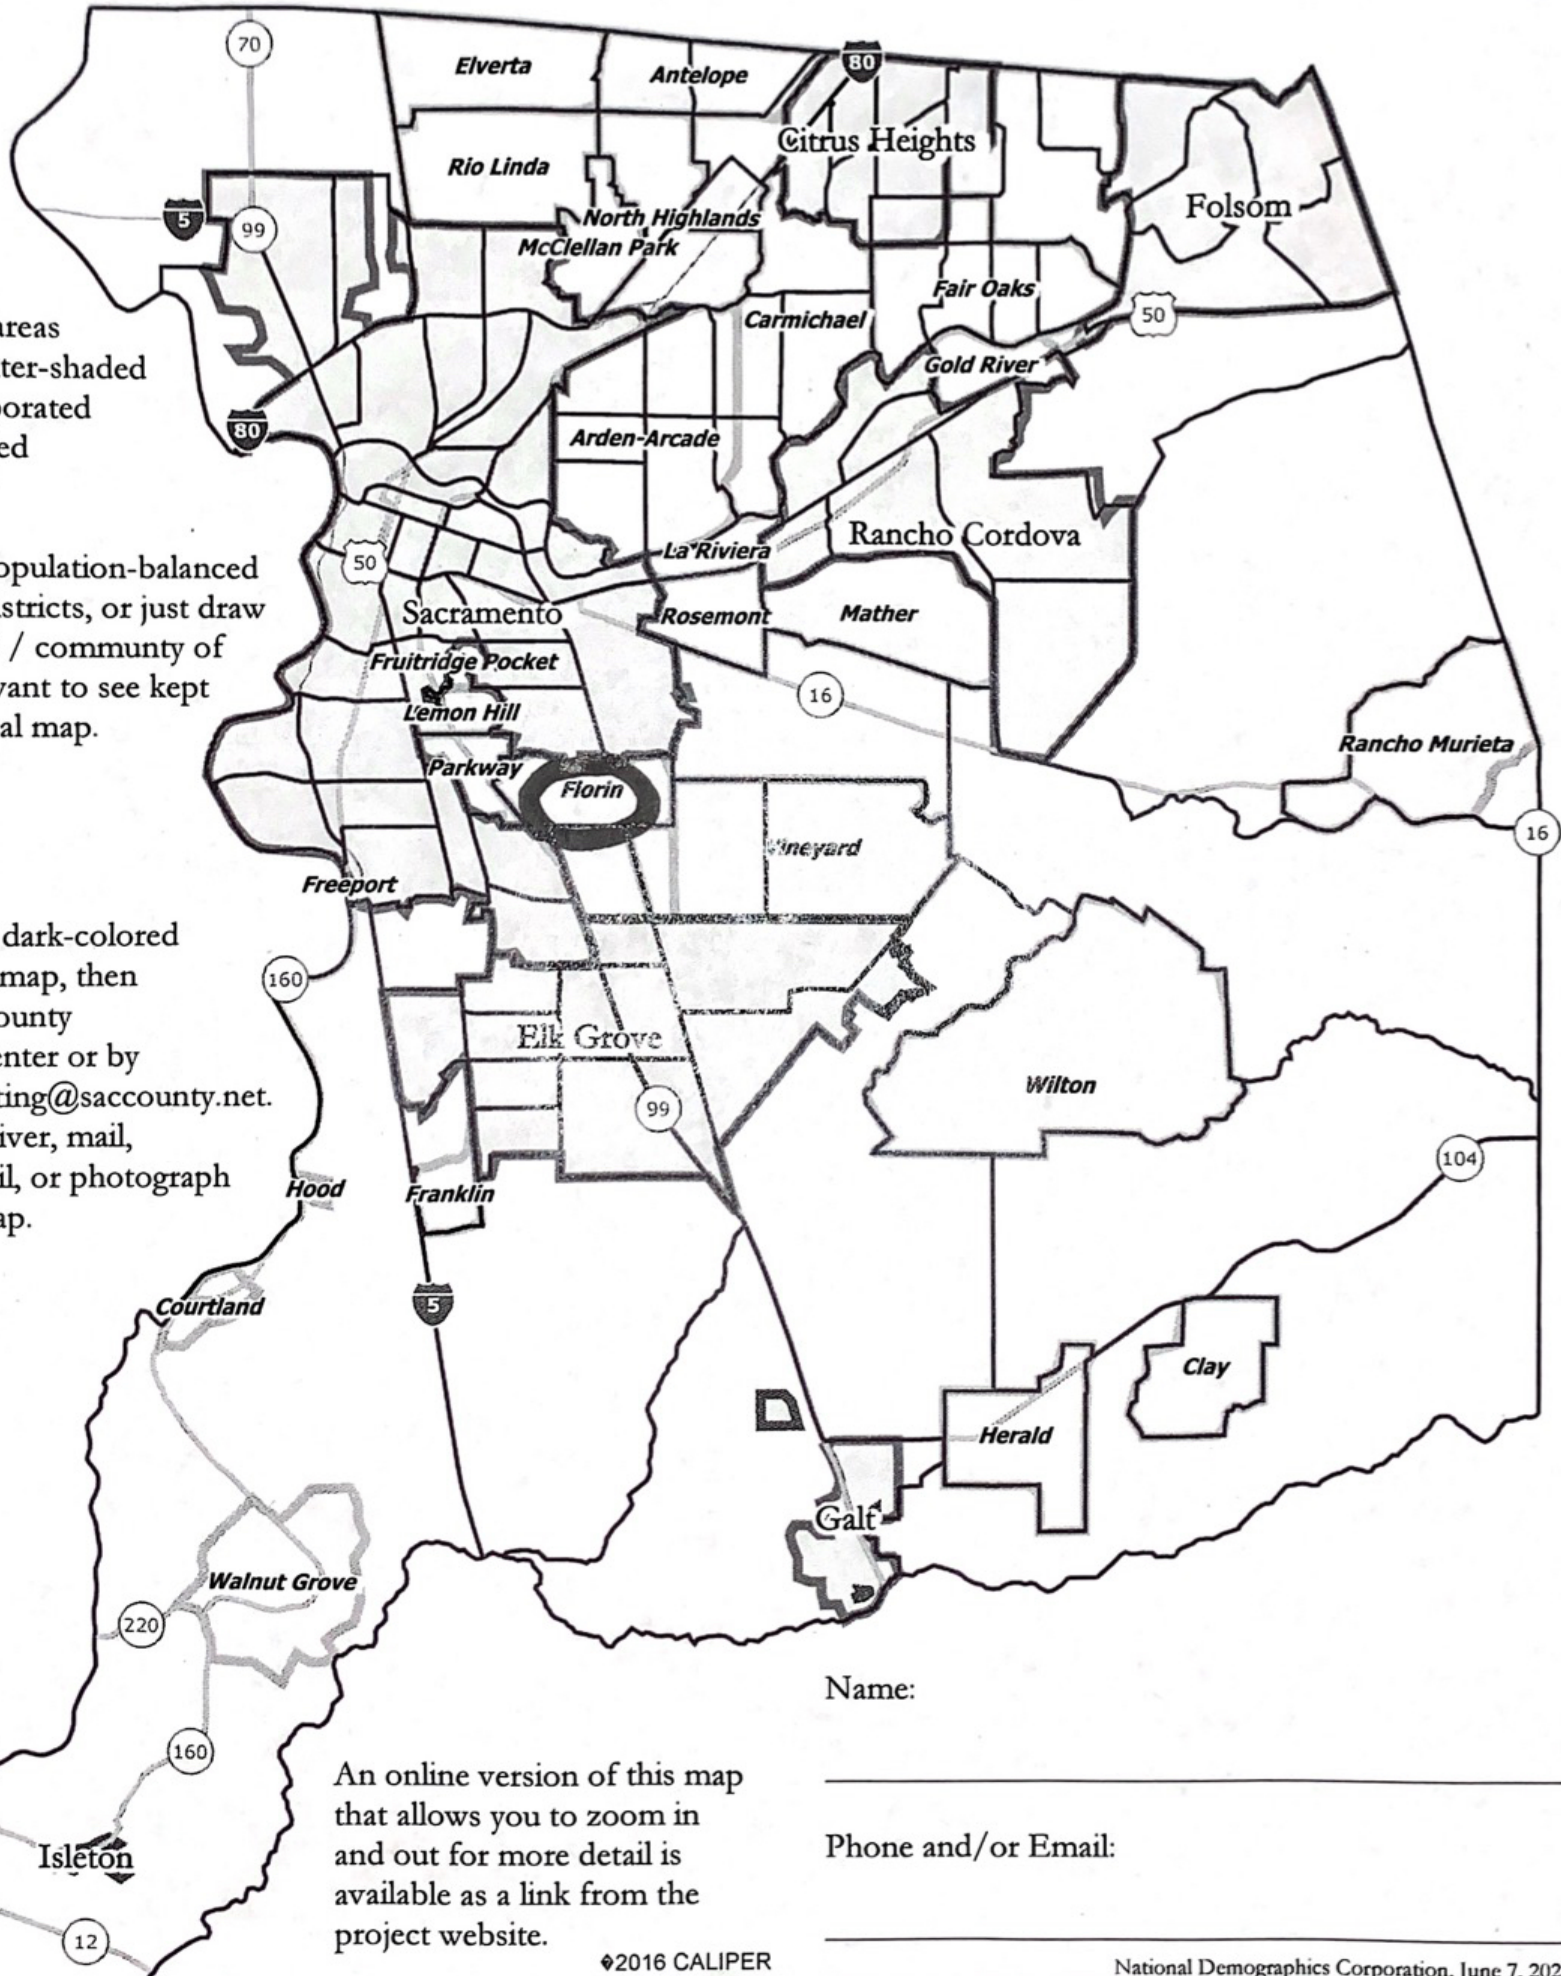 70
Elverta
Antelope
80
Citrus Heights
Rio Linda
Folsom
5
99
North Highlands
McClellan Park
Fair Oaks
areas
Carmichael
50
ter-shaded
Gold River
porated
80
Arden-Arcade
ed
Rancho Cordova
La Riviera
opulation-balanced
50
istricts, or just draw
Sacramento
Rosemont
Mather
/ communty of
Fruitridge Pocket
vant to see kept
16
Lemon Hill
al map.
Rancho Murieta
Parkway
Florin
16
Vineyard
Freeport
dark-colored
map, then
160
ounty
Elk Grove
enter or by
Wilton
ting@saccounty.net.
99
iver, mail,
104
il, or photograph
Hood
Franklin
ap.
5
Courtland
Clay
Herald
Galt
Walnut Grove
220
Name:
160
An online version of this map
that allows you to zoom in
and out for more detail is
available as a link from the
project website.
Phone and/or Email:
Isleton
12
�2016 CALIPER
National Demographics Corporation, June 7, 202